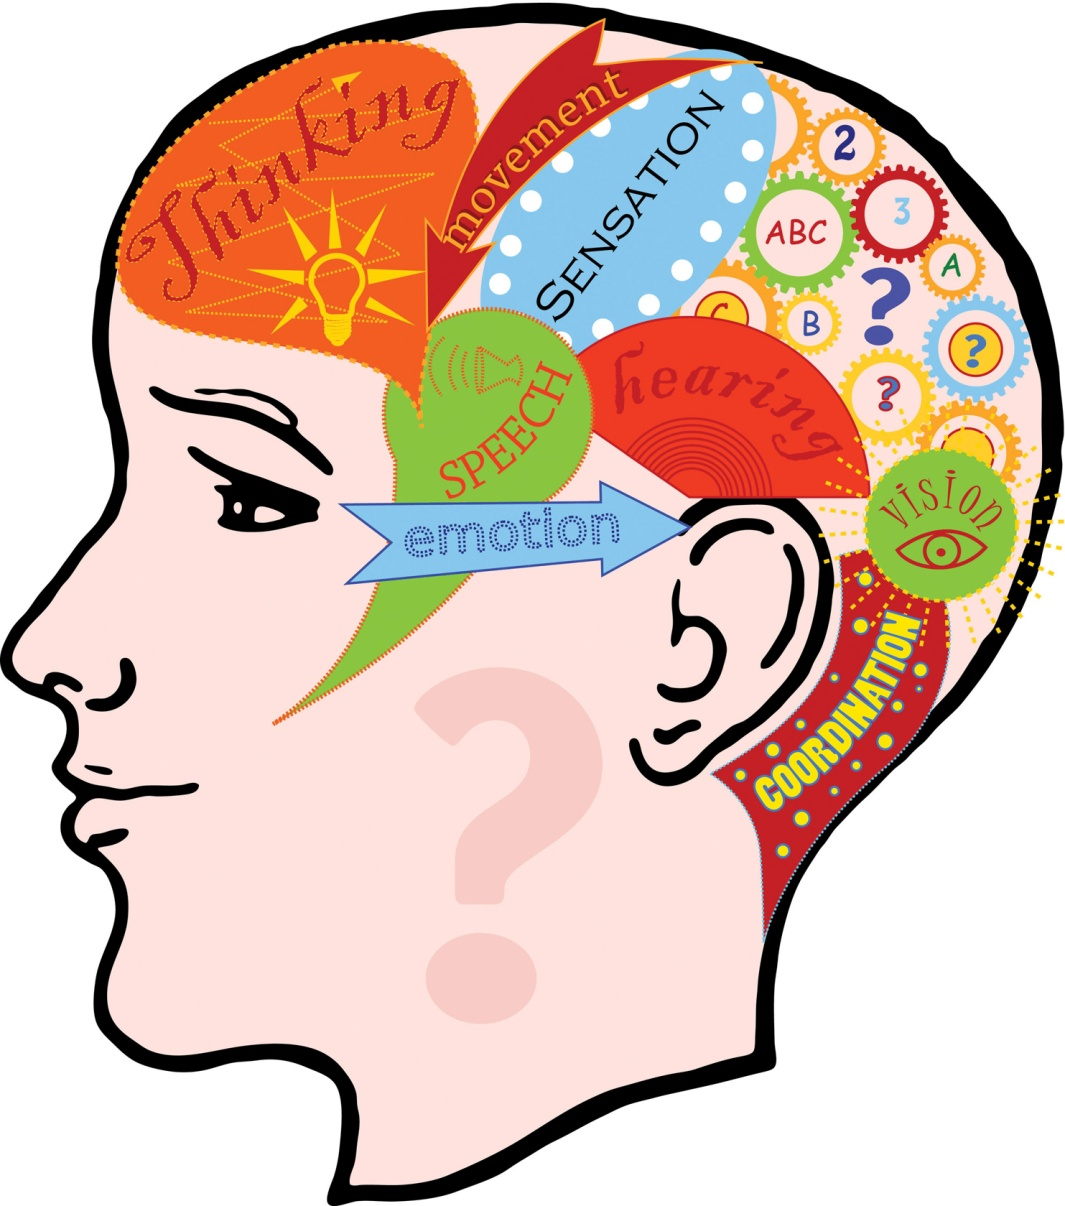 Thinking
movement
SENSATION
2
ABC
3
A
?
C
B
?
?
SPEECH
hearing
emotion
vision
COORDINATION
?